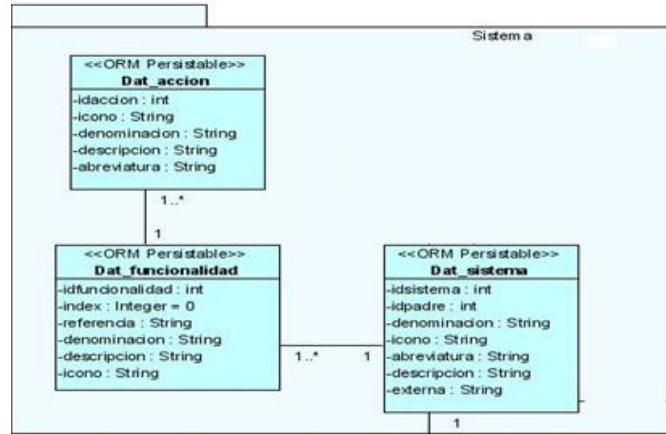 Sistema
<<ORM Persistable>>
Dat_accion
-idaccion : int
-icono : String
-denominacion : String
-descripcion : String
-abreviatura : String
1..*
1
<<ORM Persistable>>
Dat_funcionalidad
-idfuncionalidad : int
-index : Integer = 0
-referencia : String
-denominacion : String
-descripcion : String
-icono : String
1..*
1
<<ORM Persistable>>
Dat_sistema
-idsistema : int
-idpadre : int
-denominacion : String
-icono : String
-abreviatura : String
-descripcion : String
-externa : String
1